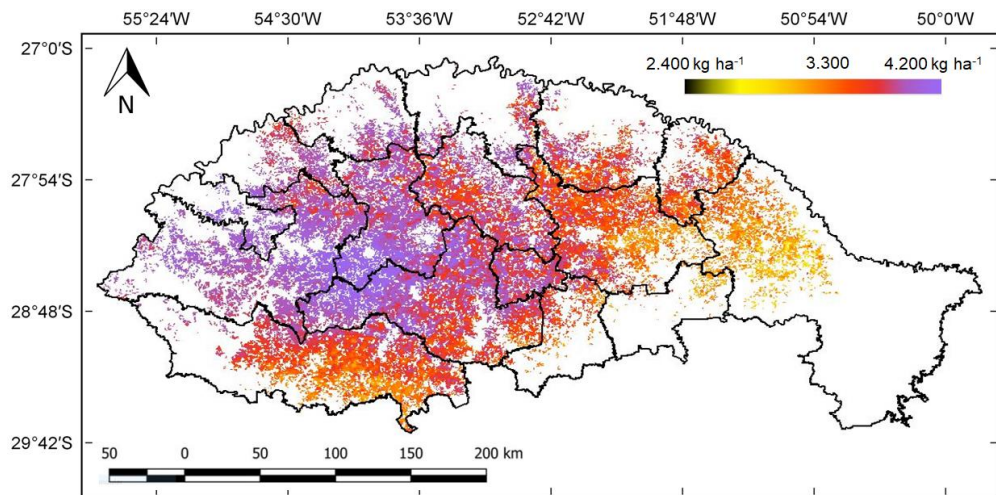 55°24'W 54°30'W 53°36'W 52°42'W 51°48'W 50°54'W 50°0'W
27°0'S
2.400 kg ha⁻¹ 3.300 4.200 kg ha⁻¹
N
27°54'S
28°48'S
29°42'S
50 0 50 100 150 200 km